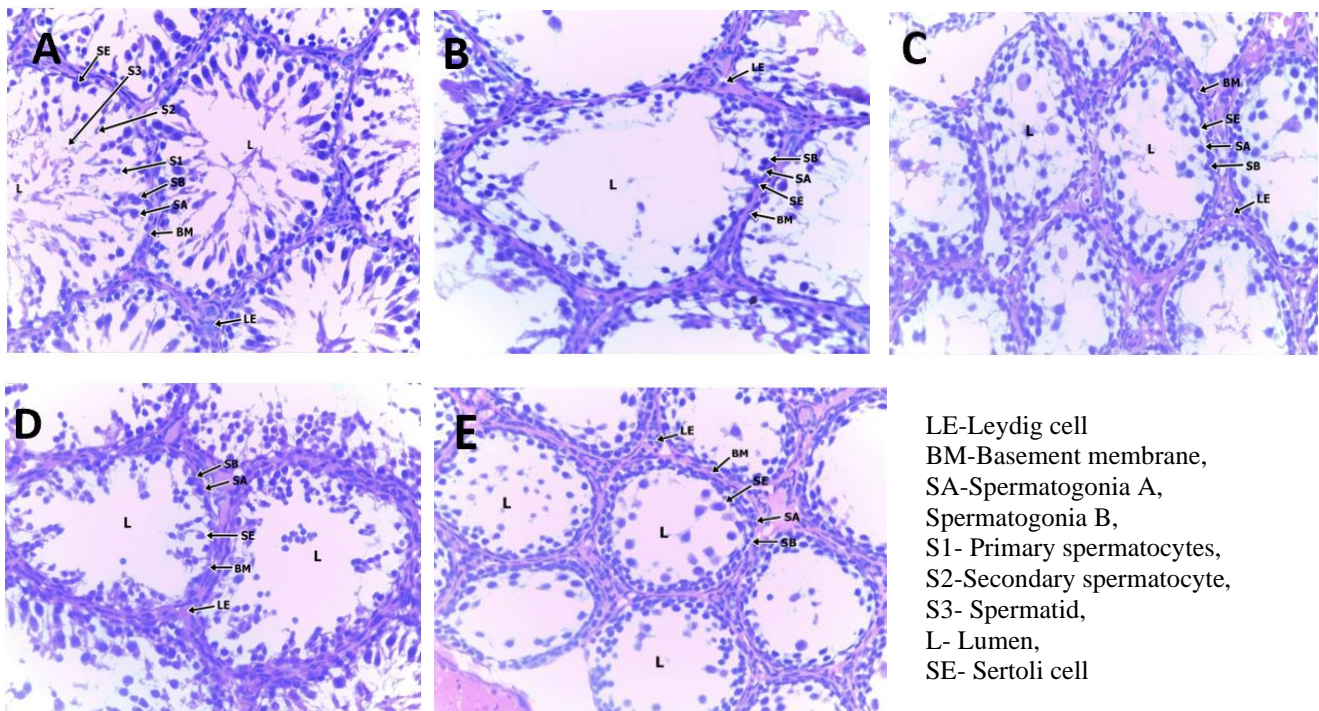 A
SE
S3
S2
L
S1
L
SB
SA
BM
LE
B
LE
SB
SA
L
SE
BM
C
BM
L
SE
SA
L
SB
LE
D
SB
SA
L
SE
L
BM
LE
E
LE
BM
L
SE
L
SA
SB
L
LE-Leydig cell
BM-Basement membrane,
SA-Spermatogonia A,
Spermatogonia B,
S1- Primary spermatocytes,
S2-Secondary spermatocyte,
S3- Spermatid,
L- Lumen,
SE- Sertoli cell